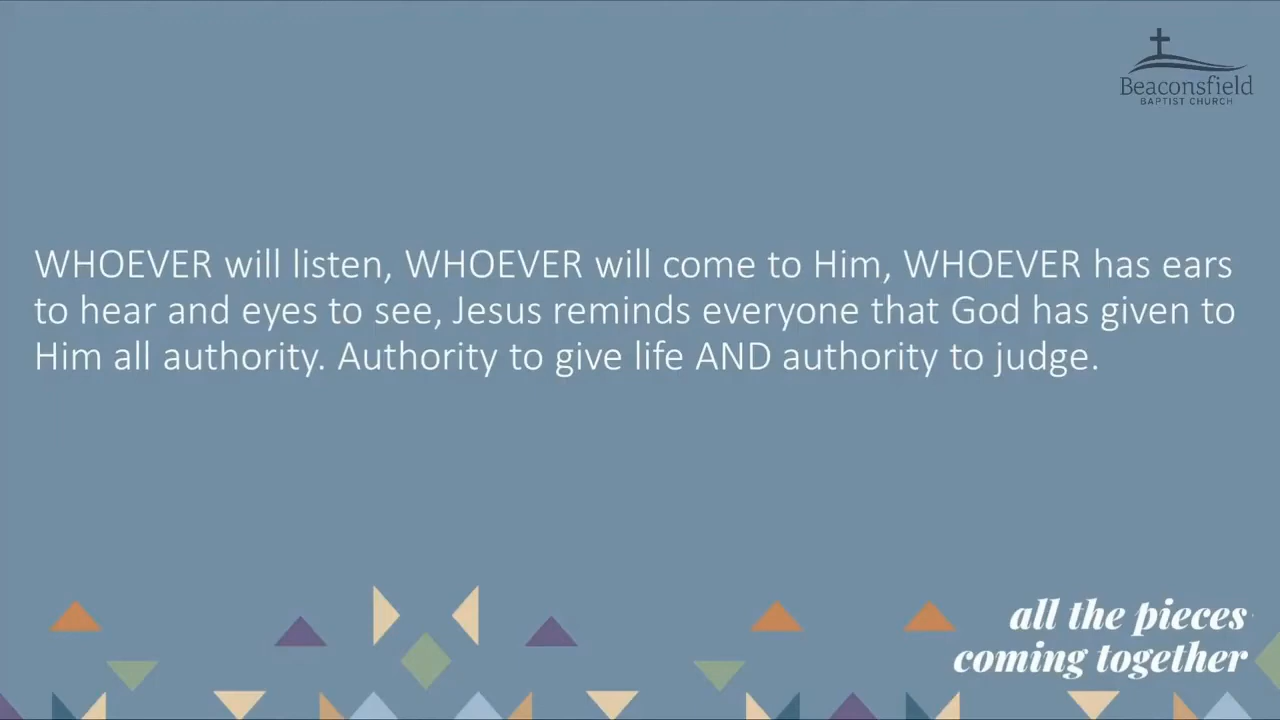 Beaconsfield
BAPTIST CHURCH
WHOEVER will listen, WHOEVER will come to Him, WHOEVER has ears
to hear and eyes to see, Jesus reminds everyone that God has given to
Him all authority. Authority to give life AND authority to judge.
all the pieces
coming together